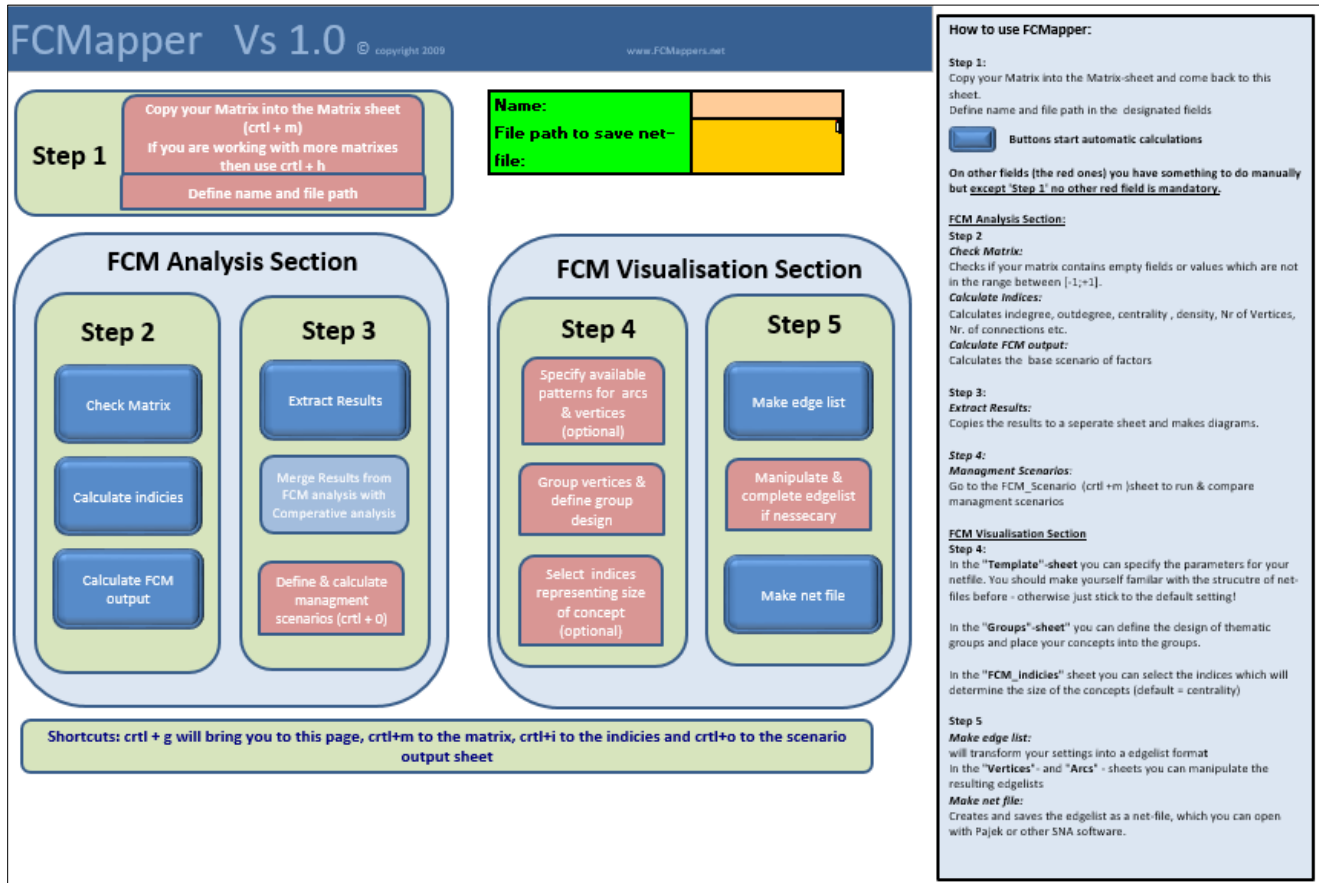 FCMapper Vs 1.0 © copyright 2009
www.FCMappers.net
Step 1
Copy your Matrix into the Matrix sheet
(crtl + m)
If you are working with more matrixes
then use crtl + h
Define name and file path
Name:
File path to save net-
file:
FCM Analysis Section
Step 2
Check Matrix
Calculate indicies
Calculate FCM
output
Step 3
Extract Results
Merge Results from
FCM analysis with
Comperative analysis
Define & calculate
managment
scenarios (crtl + 0)
FCM Visualisation Section
Step 4
Specify available
patterns for arcs
& vertices
(optional)
Group vertices &
define group
design
Select indices
representing size
of concept
(optional)
Step 5
Make edge list
Manipulate &
complete edgelist
if nessecary
Make net file
Shortcuts: crtl + g will bring you to this page, crtl+m to the matrix, crtl+i to the indicies and crtl+o to the scenario
output sheet
How to use FCMapper:
Step 1:
Copy your Matrix into the Matrix-sheet and come back to this
sheet.
Define name and file path in the designated fields
Buttons start automatic calculations
On other fields (the red ones) you have something to do manually
but except 'Step 1' no other red field is mandatory.
FCM Analysis Section:
Step 2
Check Matrix:
Checks if your matrix contains empty fields or values which are not
in the range between [-1;+1].
Calculate Indices:
Calculates indegree, outdegree, centrality , density, Nr of Vertices,
Nr. of connections etc.
Calculate FCM output:
Calculates the base scenario of factors
Step 3:
Extract Results:
Copies the results to a seperate sheet and makes diagrams.
Step 4:
Managment Scenarios:
Go to the FCM_Scenario (crtl +m )sheet to run & compare
managment scenarios
FCM Visualisation Section
Step 4:
In the "Template"-sheet you can specify the parameters for your
netfile. You should make yourself familar with the strucutre of net-
files before - otherwise just stick to the default setting!
In the "Groups"-sheet" you can define the design of thematic
groups and place your concepts into the groups.
In the "FCM_indicies" sheet you can select the indices which will
determine the size of the concepts (default = centrality)
Step 5
Make edge list:
will transform your settings into a edgelist format
In the "Vertices"- and "Arcs" - sheets you can manipulate the
resulting edgelists
Make net file:
Creates and saves the edgelist as a net-file, which you can open
with Pajek or other SNA software.